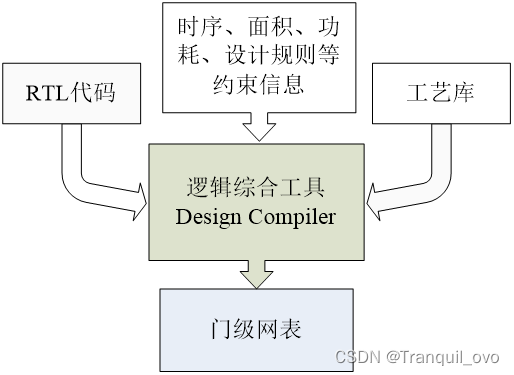 时序、面积、功
耗、设计规则等
约束信息
RTL代码
工艺库
逻辑综合工具
Design Compiler
门级网表
CSDN @Tranquil_ovo